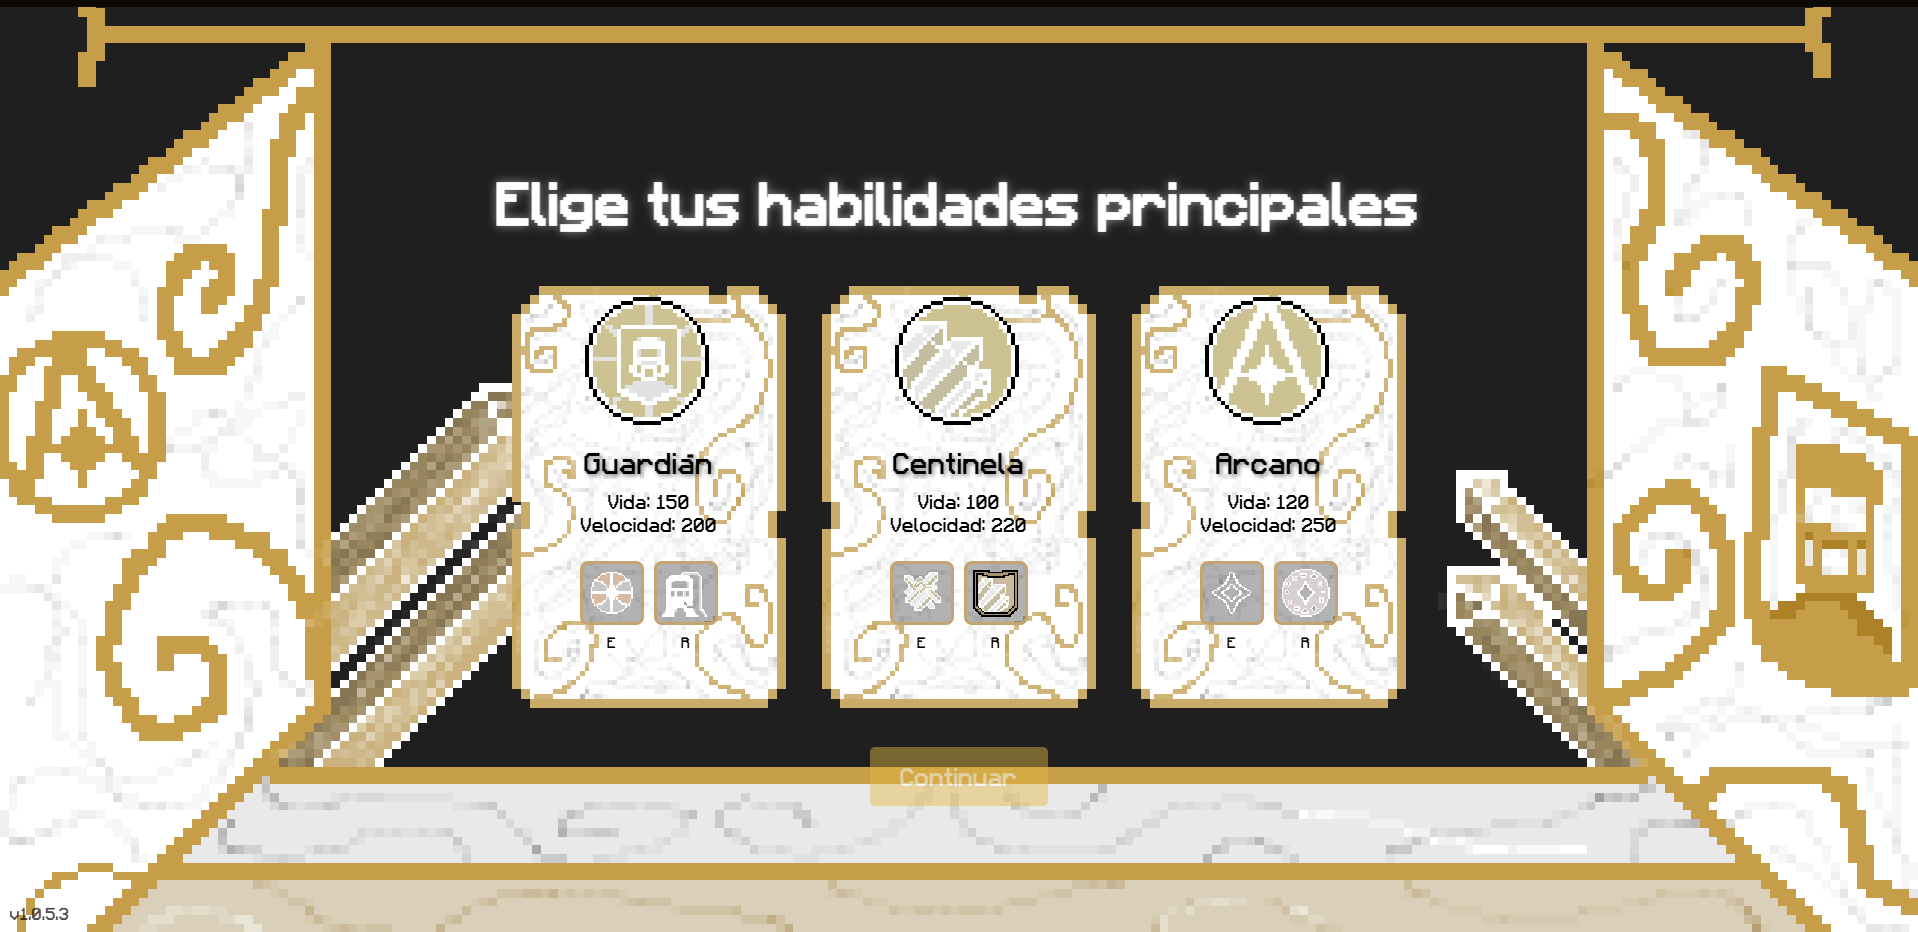 Elige tus habilidades principales
Guardián
Vida: 150
Velocidad: 200
E R
Centinela
Vida: 100
Velocidad: 220
E R
Arcano
Vida: 120
Velocidad: 250
E R
Continuar
v1.0.5.3